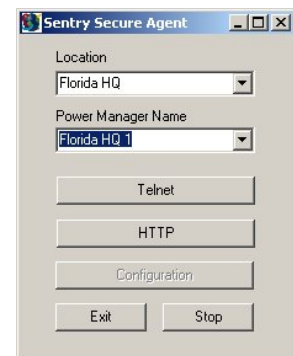 Sentry Secure Agent
Location
Florida HQ
Power Manager Name
Florida HQ 1
Telnet
HTTP
Configuration
Exit Stop